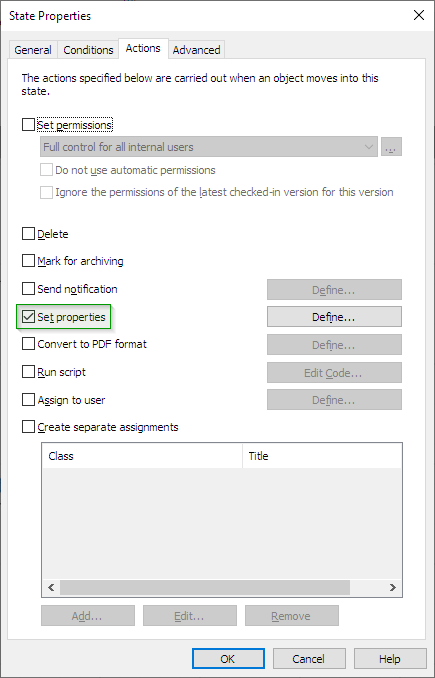 State Properties
General Conditions Actions Advanced
The actions specified below are carried out when an object moves into this
state.
Set permissions
Full control for all internal users ...
Do not use automatic permissions
Ignore the permissions of the latest checked-in version for this version
Delete
Mark for archiving
Send notification Define...
Set properties Define...
Convert to PDF format Define...
Run script Edit Code...
Assign to user Define...
Create separate assignments
Class Title
Add... Edit... Remove
OK Cancel Help